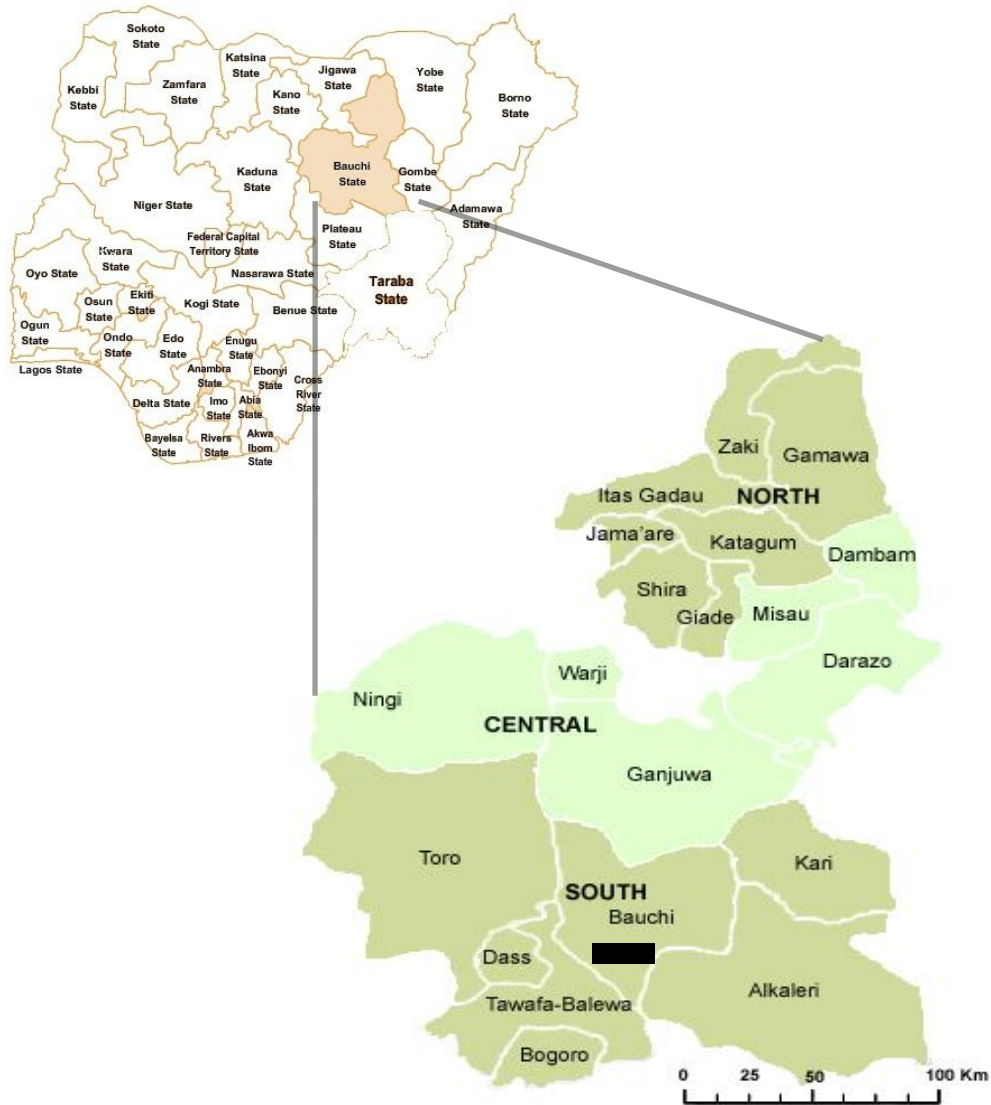 Sokoto
State
Kebbi
State
Zamfara
State
Katsina
State
Kano
State
Jigawa
State
Yobe
State
Borno
State
Bauchi
State
Gombe
State
Kaduna
State
Niger State
Adamawa
State
Plateau
State
Federal Capital
Territory State
Kwara
State
Nasarawa State
Taraba
State
Oyo State
Ekiti
State
Osun
State
Kogi State
Benue State
Ogun
State
Ondo
State
Edo
State
Enugu
State
Lagos State
Anambra
State
Ebonyi
State
Cross
River
State
Delta State
Imo
State
Abia
State
Bayelsa
State
Rivers
State
Akwa
Ibom
State
Zaki
Gamawa
Itas Gadau
NORTH
Jama'are
Katagum
Dambam
Shira
Giade
Misau
Darazo
Warji
Ningi
CENTRAL
Ganjuwa
Toro
Kari
SOUTH
Bauchi
Dass
Alkaleri
Tawafa-Balewa
Bogoro
0 25 50 100 Km